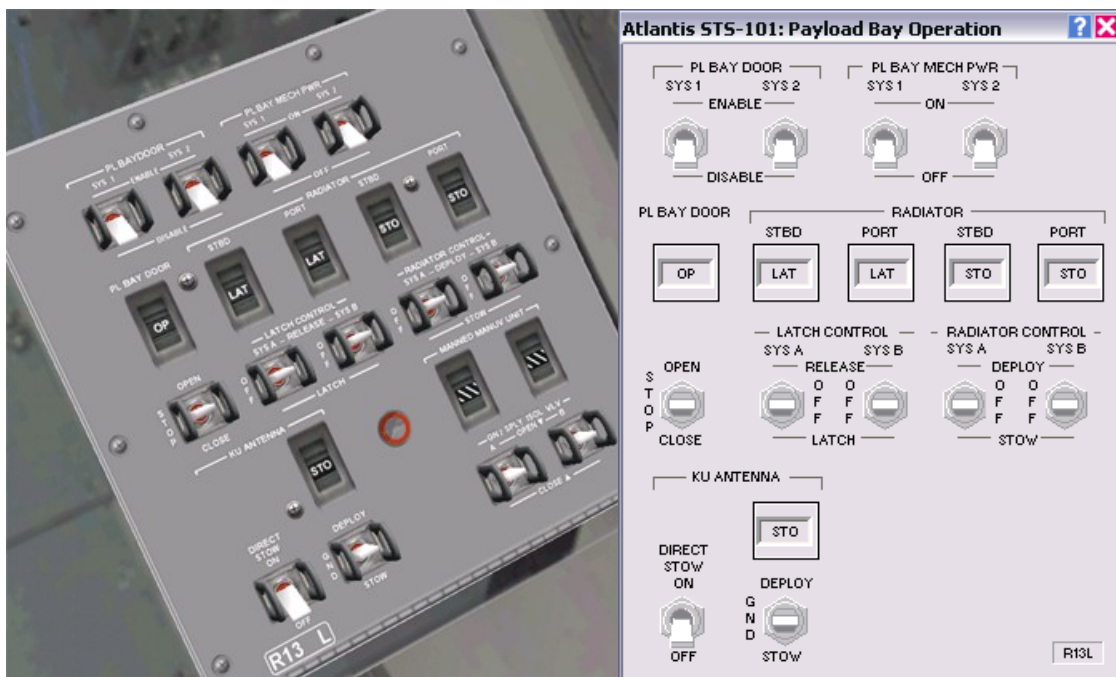 PL BAYDOOR
SYS 1 ENABLE SYS 2
DISABLE
PL BAY MECH PWR
SYS 1 ON SYS 2
OFF
RADIATOR
PL BAY DOOR
STBD
PORT
STBD
PORT
OP
LAT
LAT
STO
STO
OPEN
STOP
CLOSE
LATCH CONTROL
SYS A - RELEASE - SYS B
OFF
OFF
LATCH
RADIATOR CONTROL
SYS A - DEPLOY - SYS B
OFF
OFF
STOW
MANNED MANUV UNIT
GN2 SPLY ISOL VLV
A OPEN ▼ B
CLOSE ▲
KU ANTENNA
STO
DIRECT
STOW
ON
OFF
DEPLOY
GND
STOW
R13 L
Atlantis STS-101: Payload Bay Operation
PL BAY DOOR
SYS 1 SYS 2
ENABLE
DISABLE
PL BAY MECH PWR
SYS 1 SYS 2
ON
OFF
PL BAY DOOR
RADIATOR
STBD PORT STBD PORT
OP LAT LAT STO STO
OPEN
STOP
CLOSE
LATCH CONTROL
SYS A SYS B
RELEASE
OFF OFF
LATCH
RADIATOR CONTROL
SYS A SYS B
DEPLOY
OFF OFF
STOW
KU ANTENNA
STO
DIRECT
STOW
ON
OFF
DEPLOY
GND
STOW
R13L